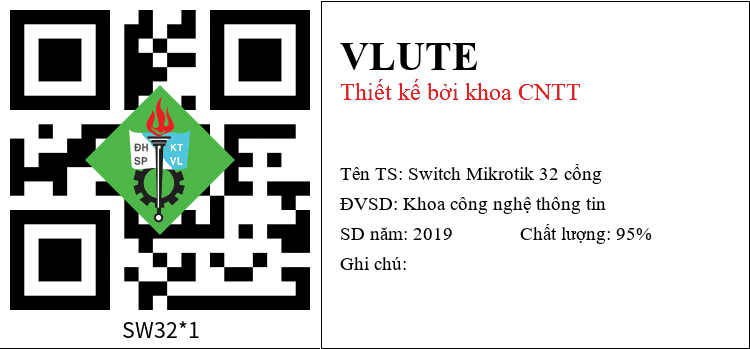 ĐH KT
SP VL
SW32*1
VLUTE
Thiết kế bởi khoa CNTT
Tên TS: Switch Mikrotik 32 cổng
ĐVSD: Khoa công nghệ thông tin
SD năm: 2019 Chất lượng: 95%
Ghi chú: